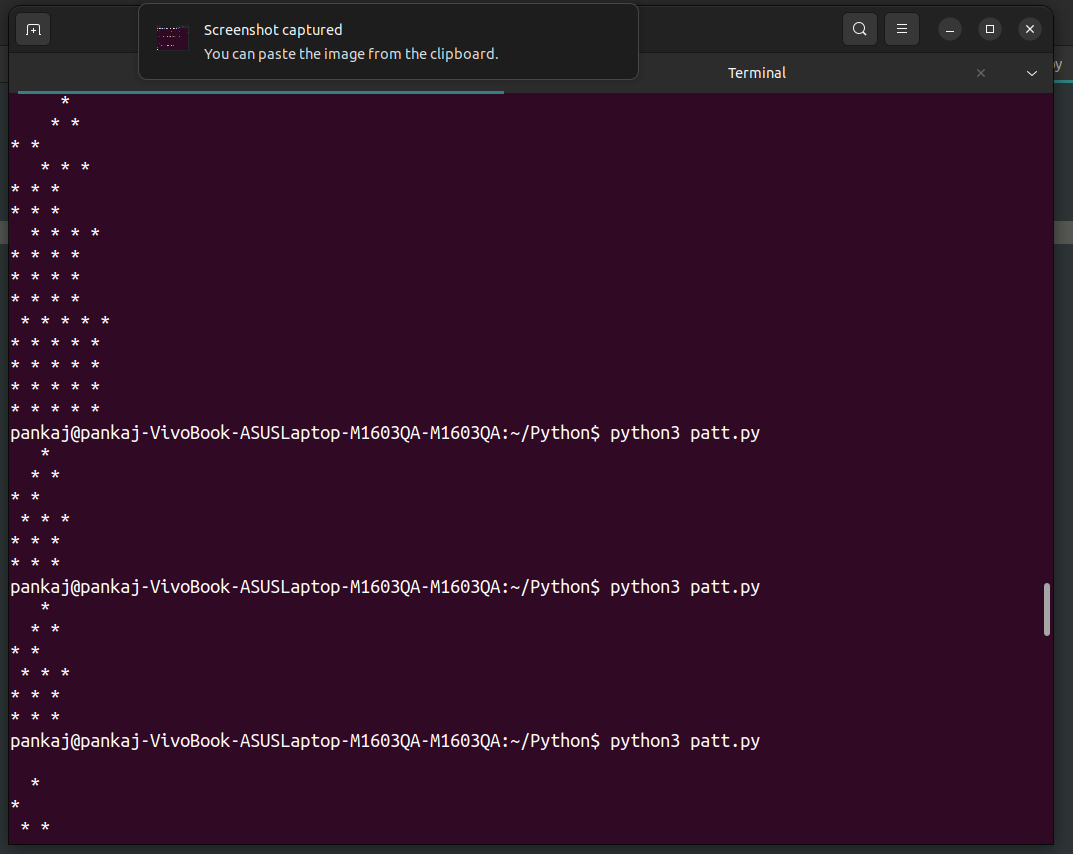 Screenshot captured
You can paste the image from the clipboard.
Terminal
py
     *
    * *
* *
   * * *
* * *
* * *
  * * * *
* * * *
* * * *
* * * *
 * * * * *
* * * * *
* * * * *
* * * * *
* * * * *
pankaj@pankaj-VivoBook-ASUSLaptop-M1603QA-M1603QA:~/Python$ python3 patt.py
   *
  * *
* *
 * * *
* * *
* * *
pankaj@pankaj-VivoBook-ASUSLaptop-M1603QA-M1603QA:~/Python$ python3 patt.py
   *
  * *
* *
 * * *
* * *
* * *
pankaj@pankaj-VivoBook-ASUSLaptop-M1603QA-M1603QA:~/Python$ python3 patt.py

  *
*
 * *